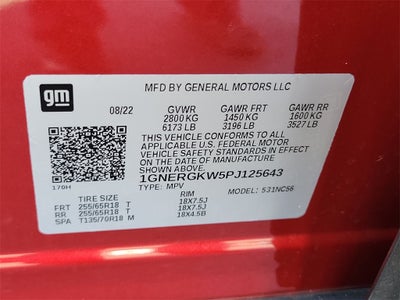 gm
MFD BY GENERAL MOTORS LLC
08/22 GVWR GAWR FRT GAWR RR
2800 KG 1450 KG 1600 KG
6173 LB 3196 LB 3527 LB
THIS VEHICLE CONFORMS TO ALL
APPLICABLE U.S. FEDERAL MOTOR
VEHICLE SAFETY STANDARDS IN EFFECT
ON THE DATE OF MANUFACTURE SHOWN ABOVE.
1GNERGKW5PJ125643
170H TYPE: MPV MODEL: 531NC56
TIRE SIZE RIM
FRT 255/65R18 T 18X7.5J
RR 255/65R18 T 18X7.5J
SPA T135/70R18 M 18X4.5B